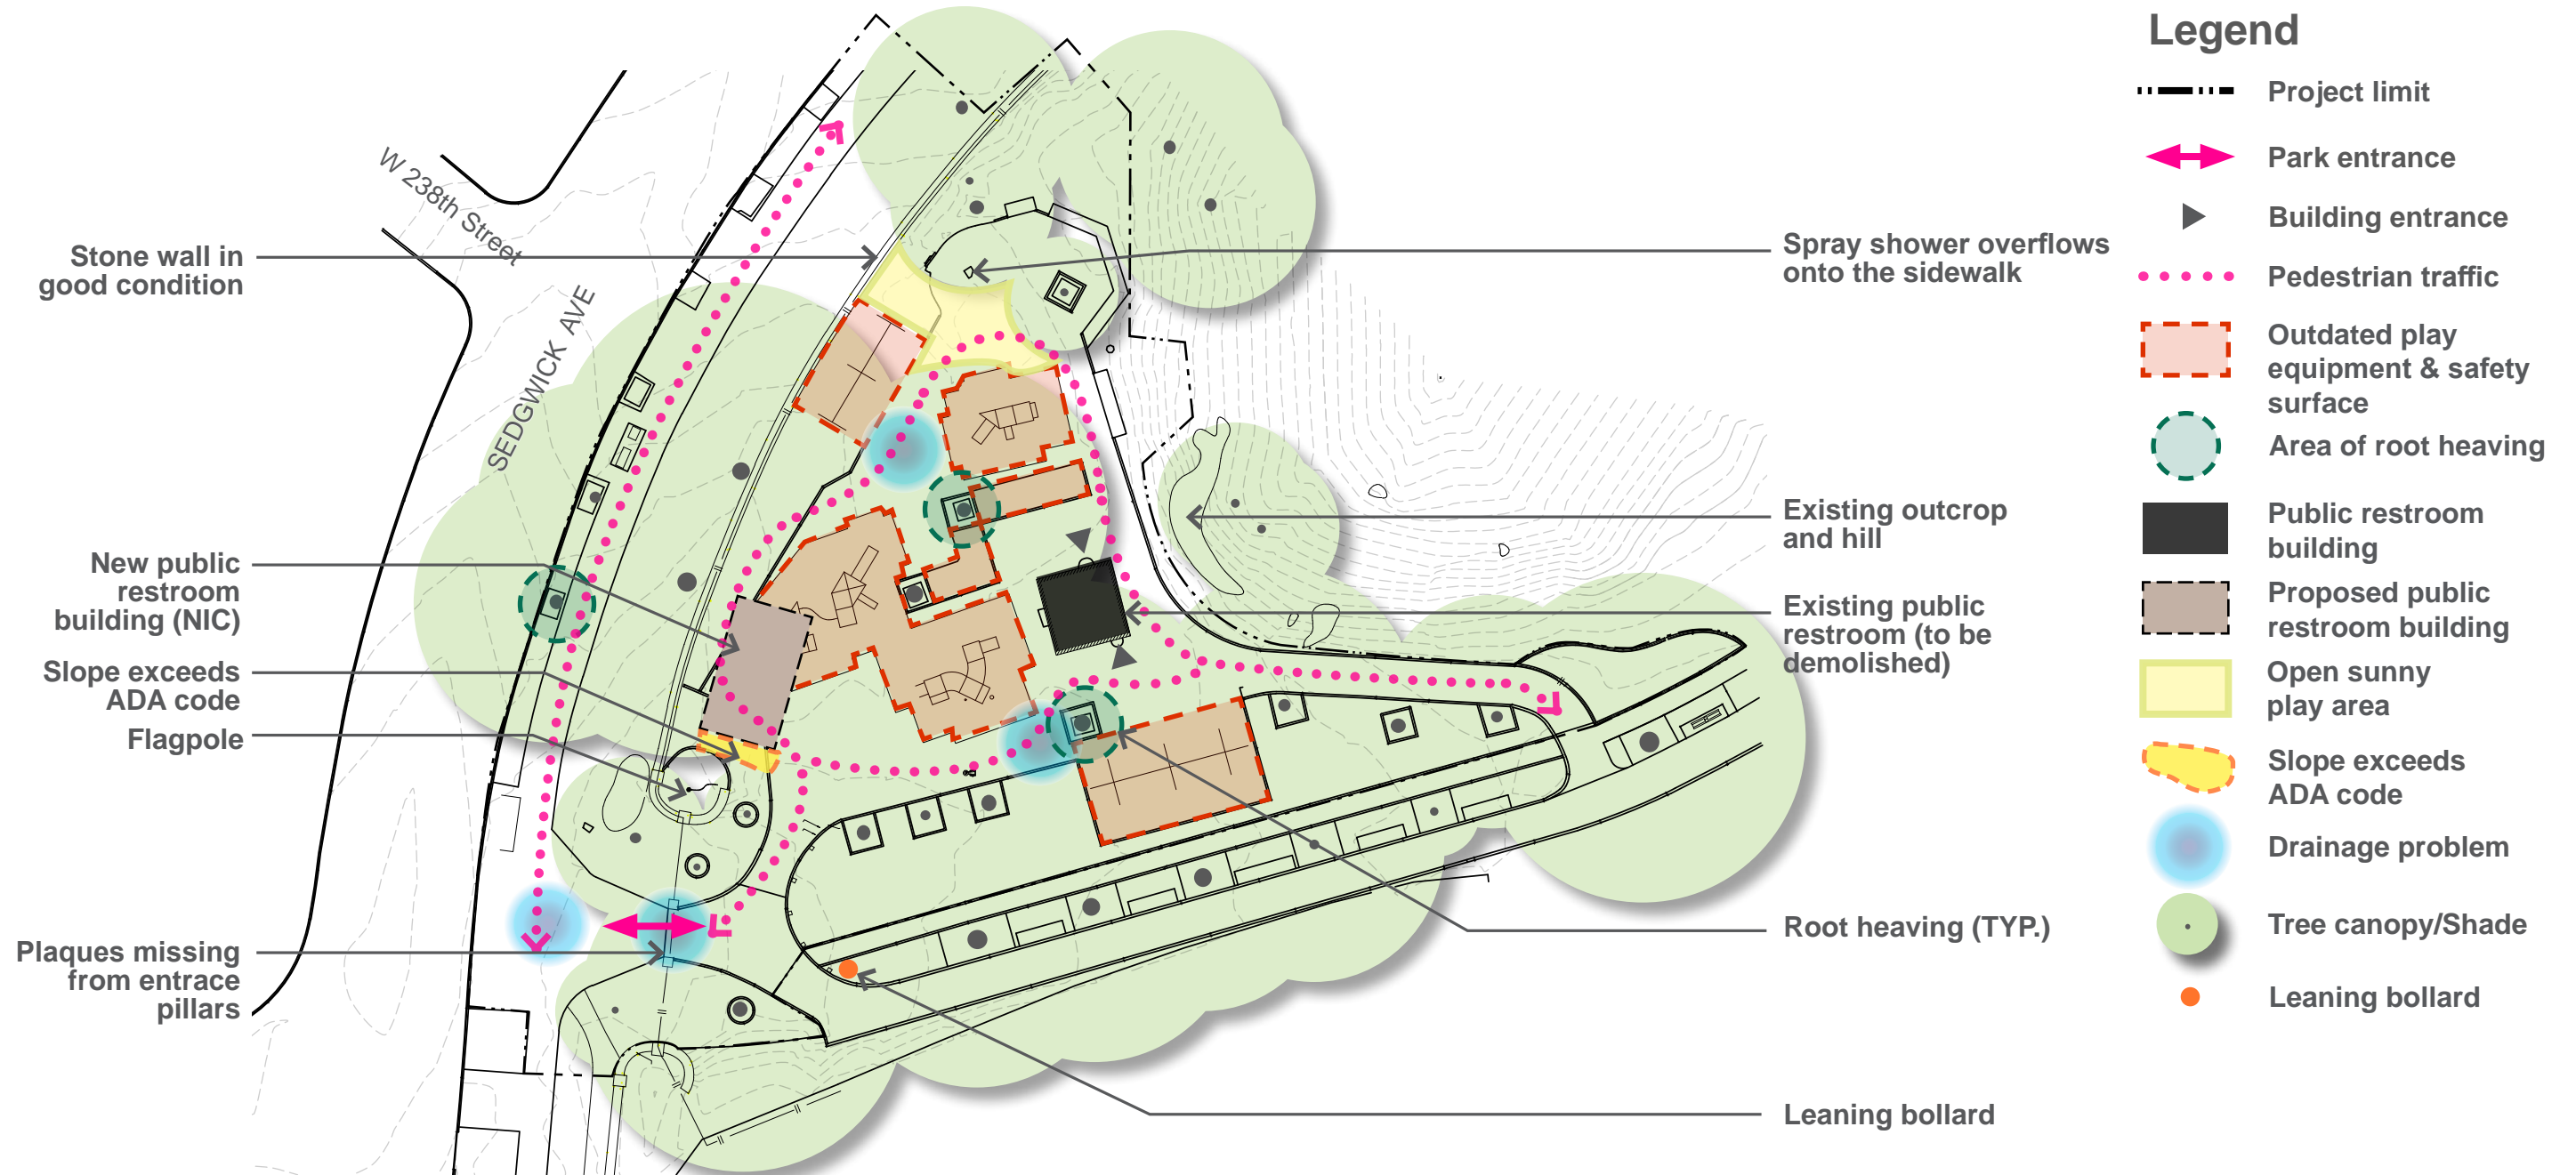 W 238th Street
SEDGWICK AVE
Stone wall in
good condition
New public
restroom
building (NIC)
Slope exceeds
ADA code
Flagpole
Plaques missing
from entrace
pillars
Spray shower overflows
onto the sidewalk
Existing outcrop
and hill
Existing public
restroom (to be
demolished)
Root heaving (TYP.)
Leaning bollard
Legend
Project limit
Park entrance
Building entrance
Pedestrian traffic
Outdated play
equipment & safety
surface
Area of root heaving
Public restroom
building
Proposed public
restroom building
Open sunny
play area
Slope exceeds
ADA code
Drainage problem
Tree canopy/Shade
Leaning bollard